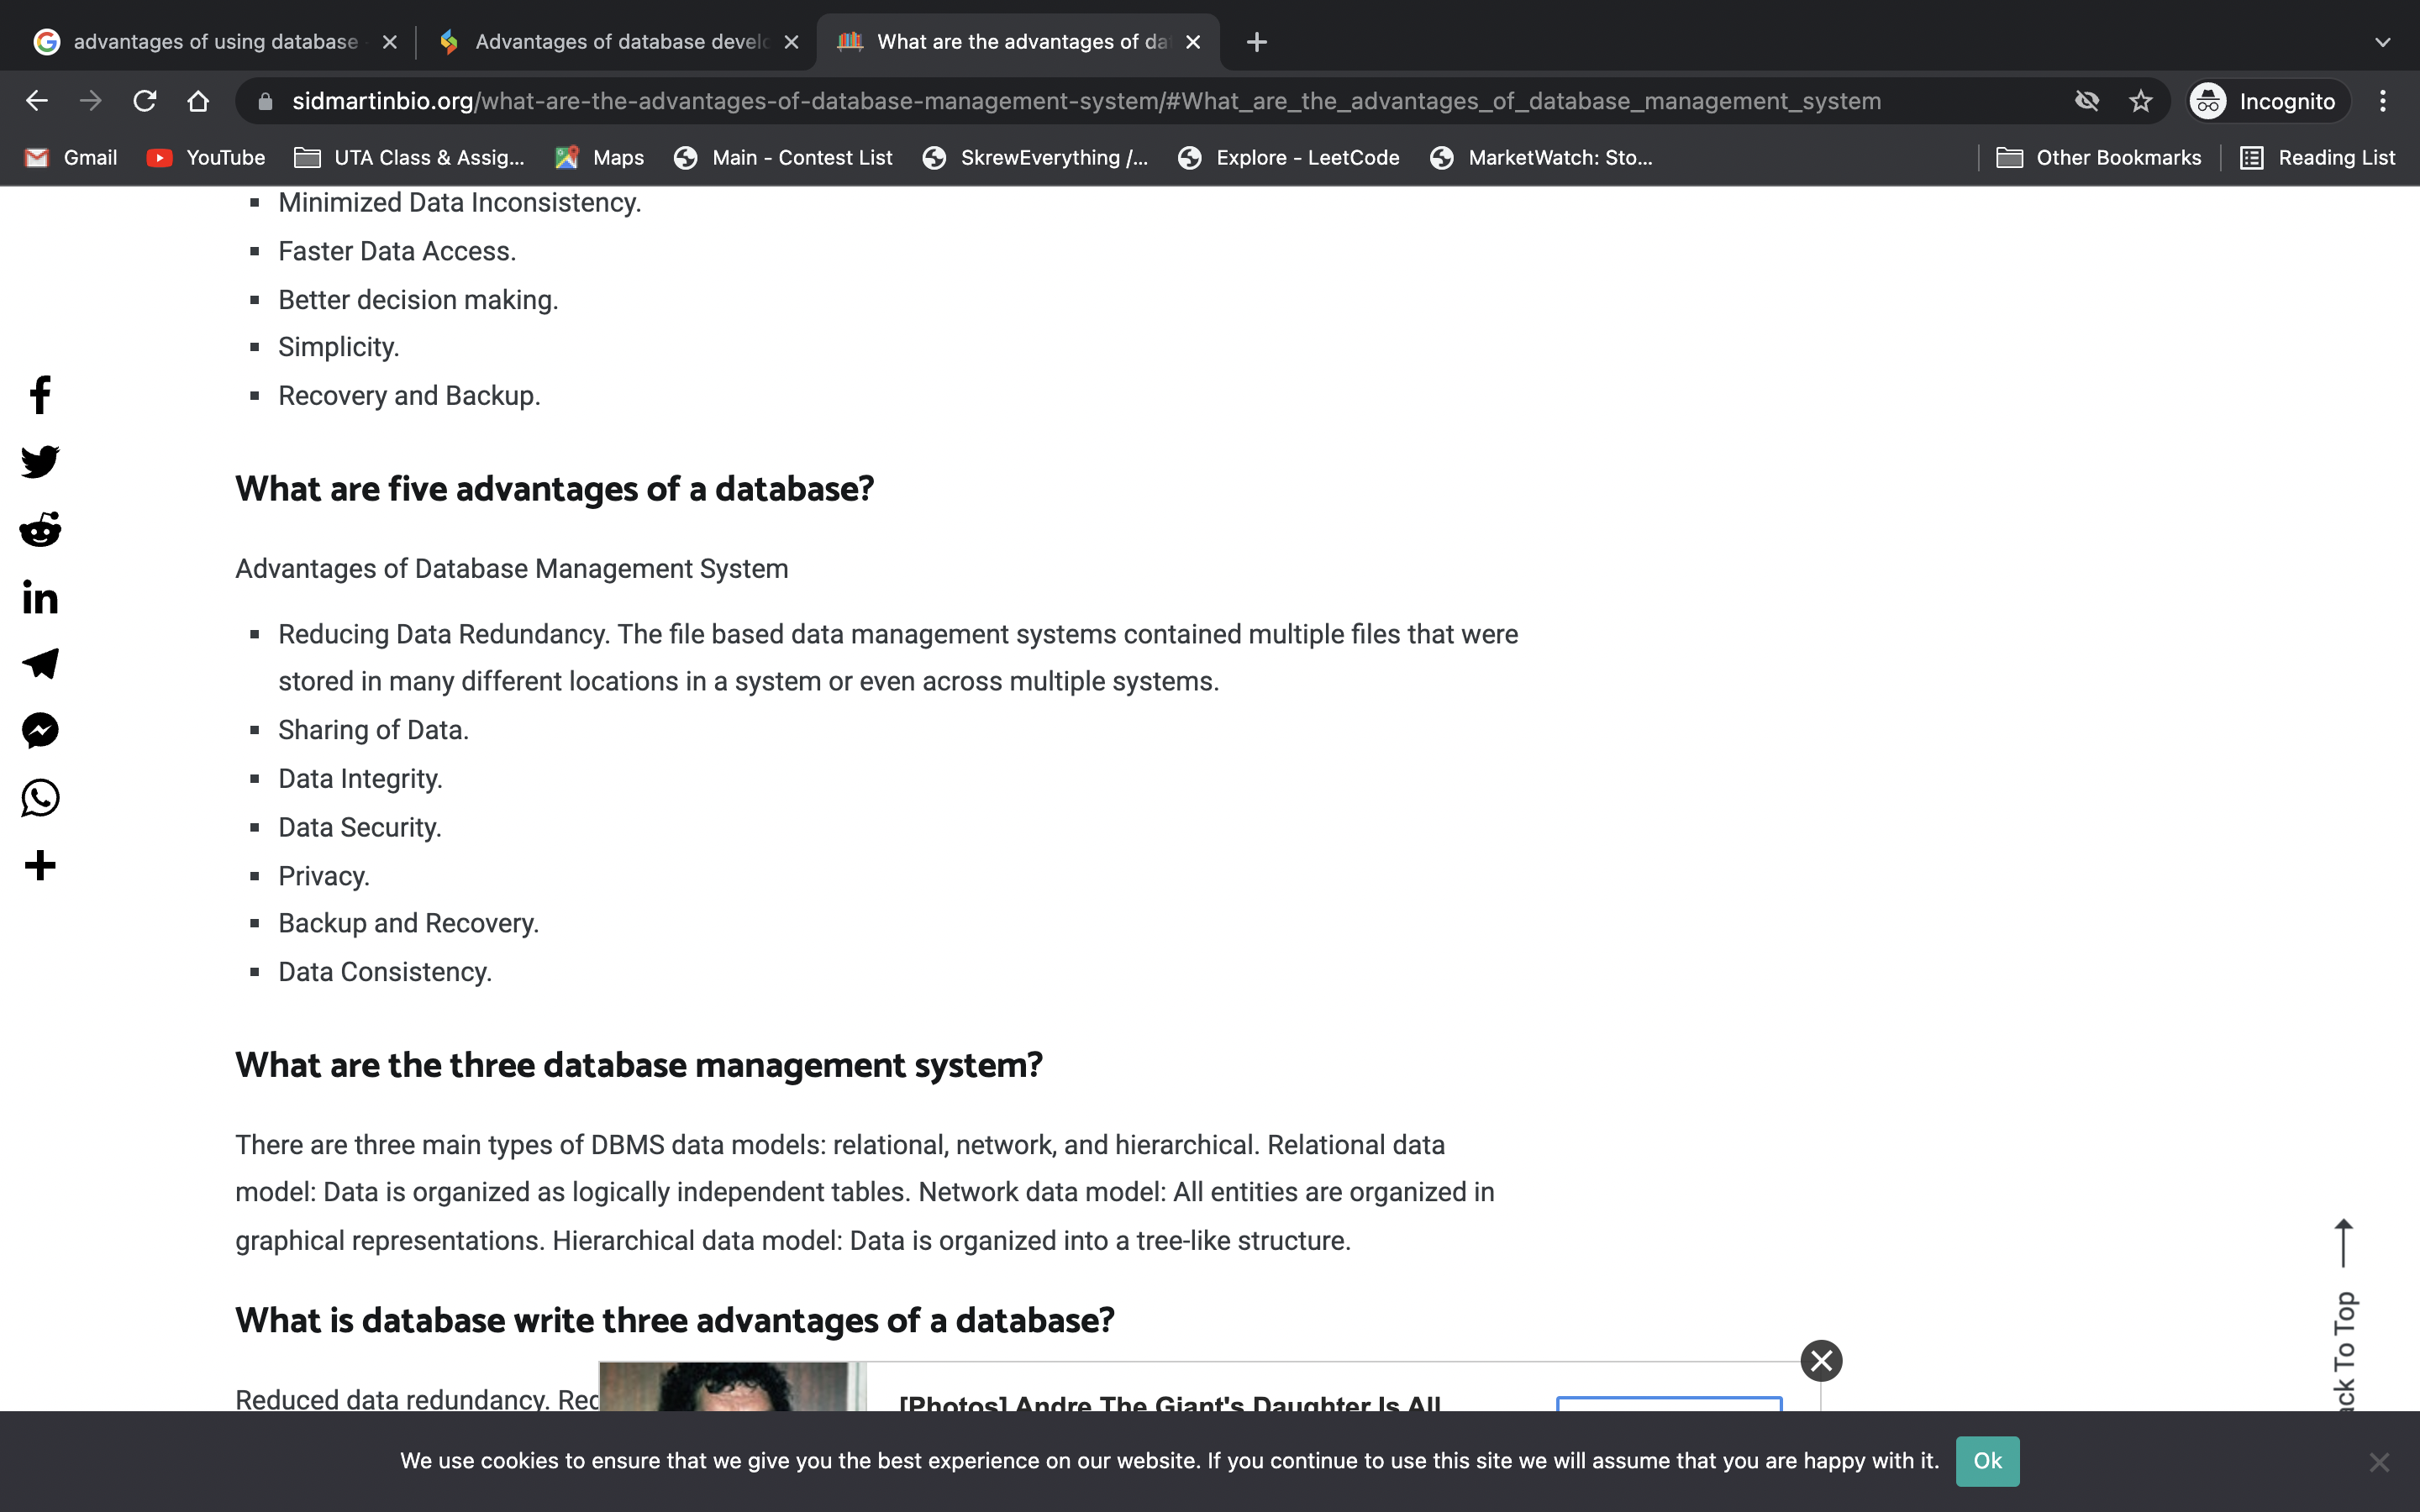 advantages of using database
Advantages of database devel
What are the advantages of da
sidmartinbio.org/what-are-the-advantages-of-database-management-system/#What_are_the_advantages_of_database_management_system
Incognito
Gmail
YouTube
UTA Class & Assig...
Maps
Main - Contest List
SkrewEverything /...
Explore - LeetCode
MarketWatch: Sto...
Other Bookmarks
Reading List
Minimized Data Inconsistency.
Faster Data Access.
Better decision making.
Simplicity.
Recovery and Backup.
What are five advantages of a database?
Advantages of Database Management System
Reducing Data Redundancy. The file based data management systems contained multiple files that were
stored in many different locations in a system or even across multiple systems.
Sharing of Data.
Data Integrity.
Data Security.
Privacy.
Backup and Recovery.
Data Consistency.
What are the three database management system?
There are three main types of DBMS data models: relational, network, and hierarchical. Relational data
model: Data is organized as logically independent tables. Network data model: All entities are organized in
graphical representations. Hierarchical data model: Data is organized into a tree-like structure.
What is database write three advantages of a database?
Reduced data redundancy. Rec
[Photos] Andre The Giant's Daughter Is All
ack To Top
We use cookies to ensure that we give you the best experience on our website. If you continue to use this site we will assume that you are happy with it.
Ok